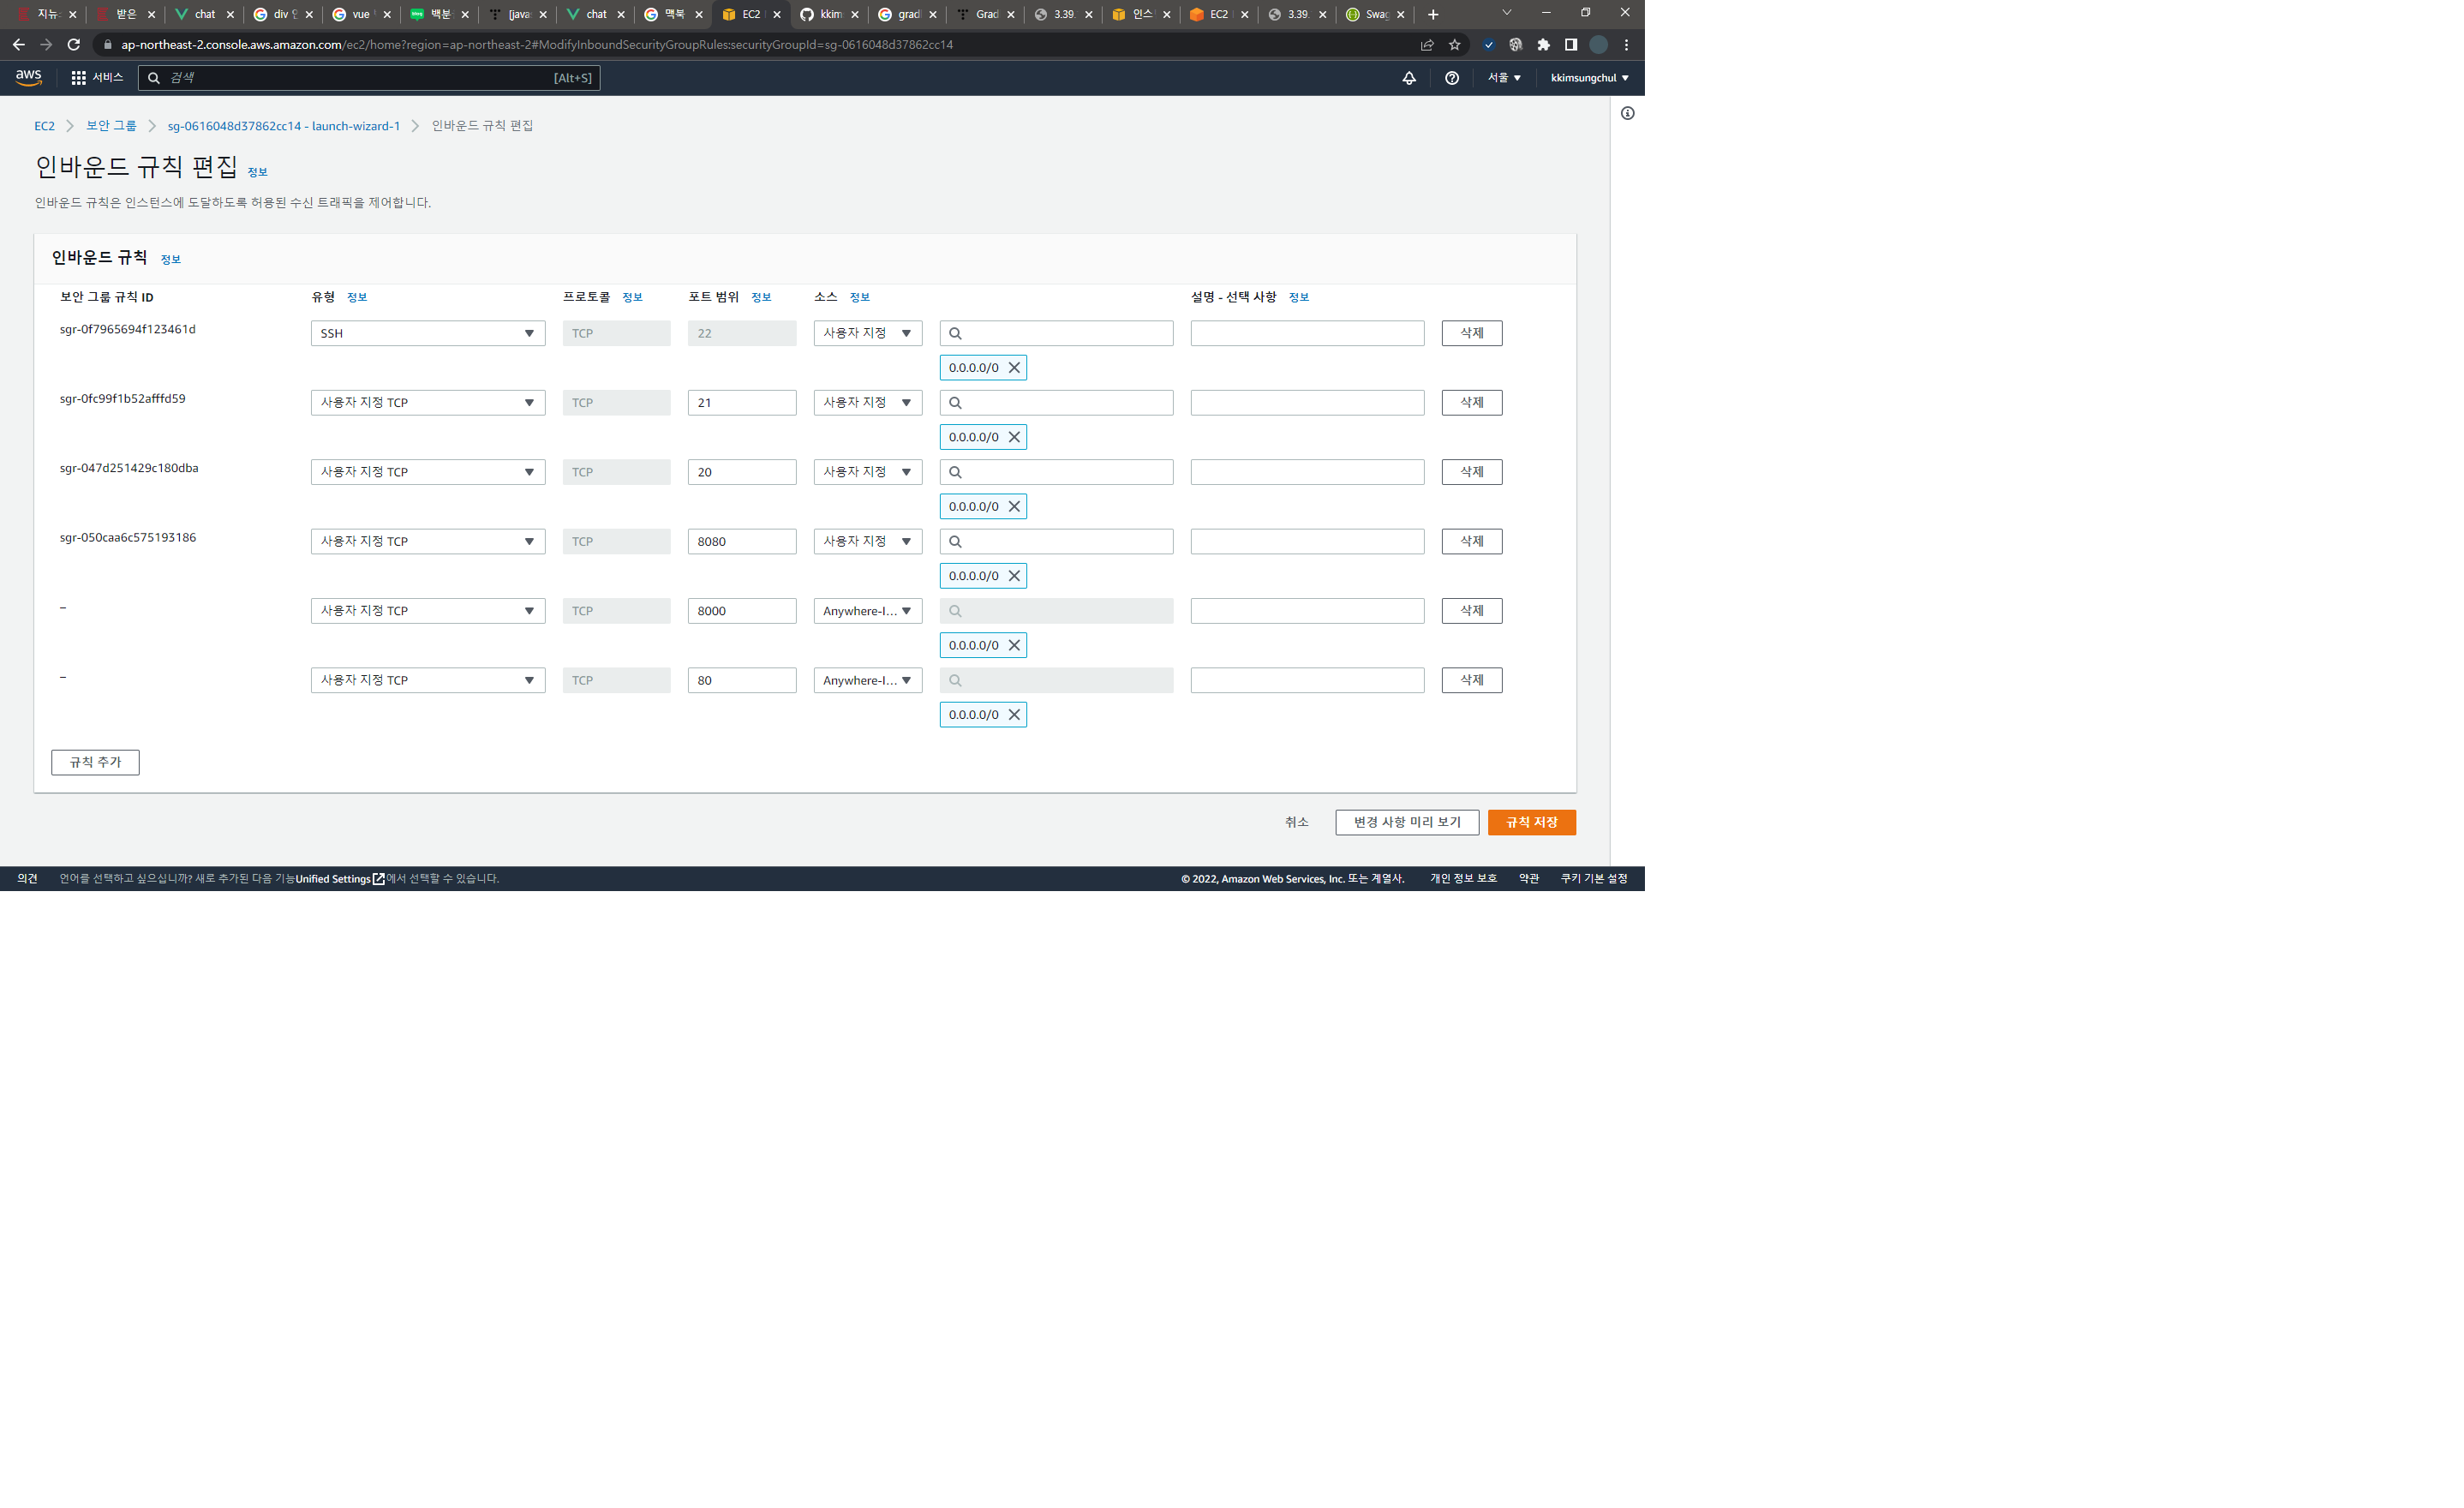 지뉴 받은 chat div 인 vue 백분 [java chat 맥북 EC2 kkim gradl Grad 3.39. 인스 EC2 3.39. Swag
ap-northeast-2.console.aws.amazon.com/ec2/home?region=ap-northeast-2#ModifyInboundSecurityGroupRules:securityGroupId=sg-0616048d37862cc14
aws 서비스 검색 [Alt+S] 서울 kkimsungchul
EC2 보안 그룹 sg-0616048d37862cc14 - launch-wizard-1 인바운드 규칙 편집
인바운드 규칙 편집 정보
인바운드 규칙은 인스턴스에 도달하도록 허용된 수신 트래픽을 제어합니다.
인바운드 규칙 정보
보안 그룹 규칙 ID 유형 정보 프로토콜 정보 포트 범위 정보 소스 정보 설명 - 선택 사항 정보
sgr-0f7965694f123461d SSH TCP 22 사용자 지정 삭제
0.0.0.0/0
sgr-0fc99f1b52afffd59 사용자 지정 TCP TCP 21 사용자 지정 삭제
0.0.0.0/0
sgr-047d251429c180dba 사용자 지정 TCP TCP 20 사용자 지정 삭제
0.0.0.0/0
sgr-050caa6c575193186 사용자 지정 TCP TCP 8080 사용자 지정 삭제
0.0.0.0/0
– 사용자 지정 TCP TCP 8000 Anywhere-I... 삭제
0.0.0.0/0
– 사용자 지정 TCP TCP 80 Anywhere-I... 삭제
0.0.0.0/0
규칙 추가
취소 변경 사항 미리 보기 규칙 저장
의견 언어를 선택하고 싶으십니까? 새로 추가된 다음 기능Unified Settings에서 선택할 수 있습니다. © 2022, Amazon Web Services, Inc. 또는 계열사. 개인 정보 보호 약관 쿠키 기본 설정